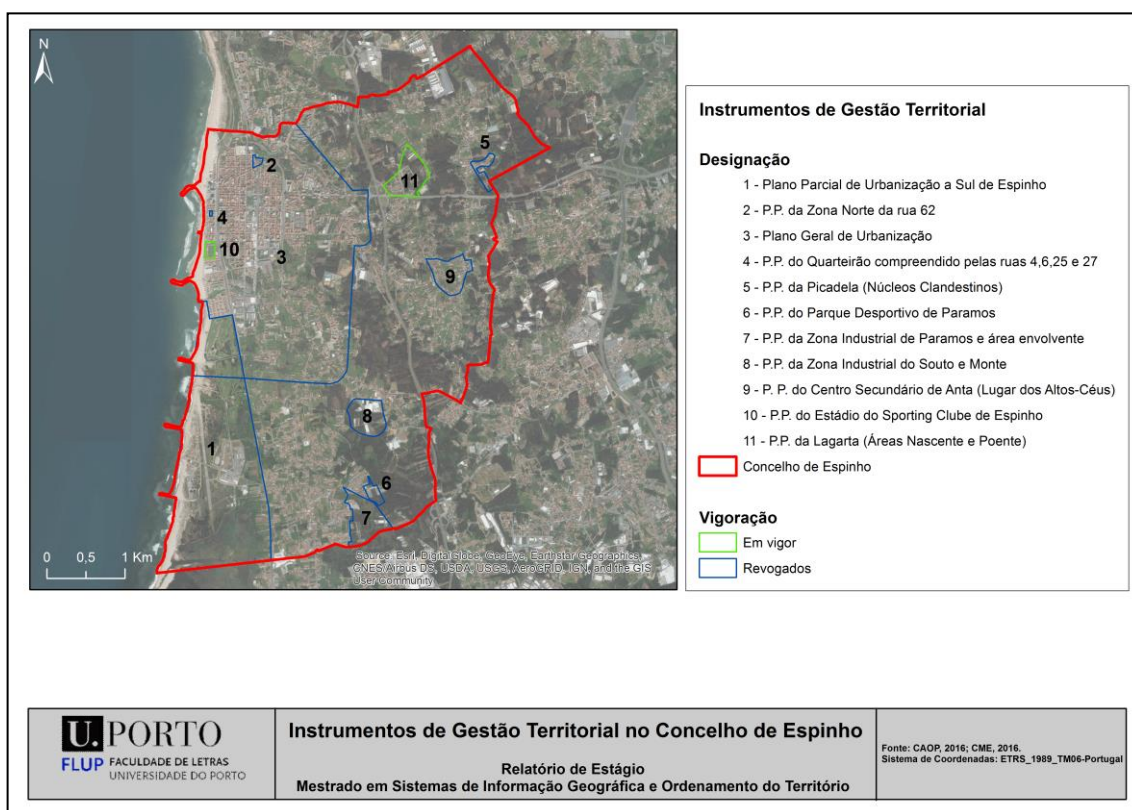 N
2
4
10
3
11
5
9
1
8
6
7
0 0,5 1 Km
Source: Esri, DigitalGlobe, GeoEye, Earthstar Geographics,
CNES/Airbus DS, USDA, USGS, AeroGRID, IGN, and the GIS
User Community
Instrumentos de Gestão Territorial
Designação
1 - Plano Parcial de Urbanização a Sul de Espinho
2 - P.P. da Zona Norte da rua 62
3 - Plano Geral de Urbanização
4 - P.P. do Quarteirão compreendido pelas ruas 4,6,25 e 27
5 - P.P. da Picadela (Núcleos Clandestinos)
6 - P.P. do Parque Desportivo de Paramos
7 - P.P. da Zona Industrial de Paramos e área envolvente
8 - P.P. da Zona Industrial do Souto e Monte
9 - P. P. do Centro Secundário de Anta (Lugar dos Altos-Céus)
10 - P.P. do Estádio do Sporting Clube de Espinho
11 - P.P. da Lagarta (Áreas Nascente e Poente)
Concelho de Espinho
Vigoração
Em vigor
Revogados
U. PORTO
FLUP FACULDADE DE LETRAS
UNIVERSIDADE DO PORTO
Instrumentos de Gestão Territorial no Concelho de Espinho
Relatório de Estágio
Mestrado em Sistemas de Informação Geográfica e Ordenamento do Território
Fonte: CAOP, 2016; CME, 2016.
Sistema de Coordenadas: ETRS_1989_TM06-Portugal